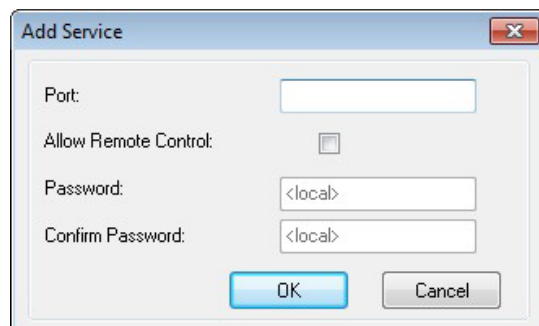 Add Service
Port:
Allow Remote Control:
Password: <local>
Confirm Password: <local>
OK Cancel